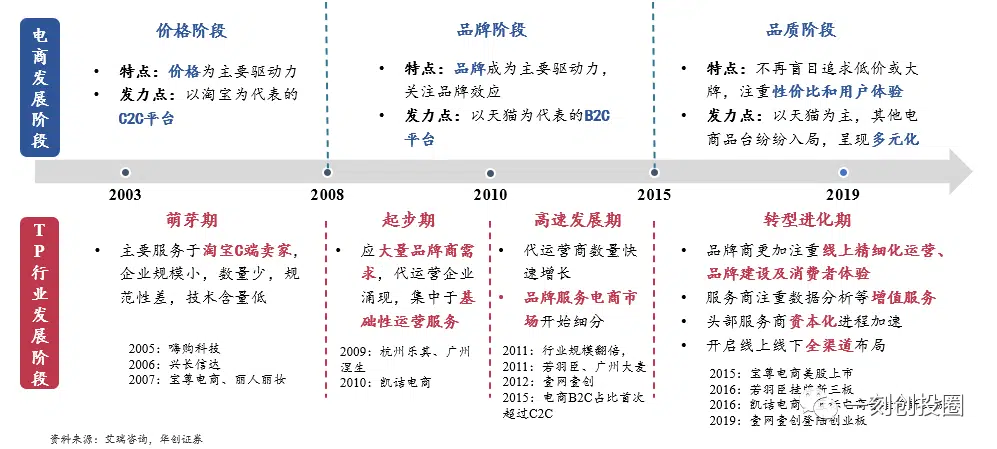 电商发展阶段
价格阶段
• 特点：价格为主要驱动力
• 发力点：以淘宝为代表的
C2C平台
品牌阶段
• 特点：品牌成为主要驱动力，
关注品牌效应
• 发力点：以天猫为代表的B2C
平台
品质阶段
• 特点：不再盲目追求低价或大
牌，注重性价比和用户体验
• 发力点：以天猫为主，其他电
商品台纷纷入局，呈现多元化
2003
2008
2010
2015
2019
TP行业发展阶段
萌芽期
• 主要服务于淘宝C端卖家，
企业规模小，数量少，规
范性差，技术含量低
2005：嗨购科技
2006：兴长信达
2007：宝尊电商、丽人丽妆
起步期
• 应大量品牌商需
求，代运营企业
涌现，集中于基
础性运营服务
2009：杭州乐其、广州
涅生
2010：凯诘电商
高速发展期
• 代运营商数量快
速增长
• 品牌服务电商市
场开始细分
2011：行业规模翻倍，
2011：若羽臣、广州大麦
2012：壹网壹创
2015：电商B2C占比首次
超过C2C
转型进化期
• 品牌商更加注重线上精细化运营、
品牌建设及消费者体验
• 服务商注重数据分析等增值服务
• 头部服务商资本化进程加速
• 开启线上线下全渠道布局
2015：宝尊电商美股上市
2016：若羽臣挂牌新三板
2016：凯诘电商、电商
2019：壹网壹创登陆创业板
一刻创投圈
资料来源：艾瑞咨询，华创证券